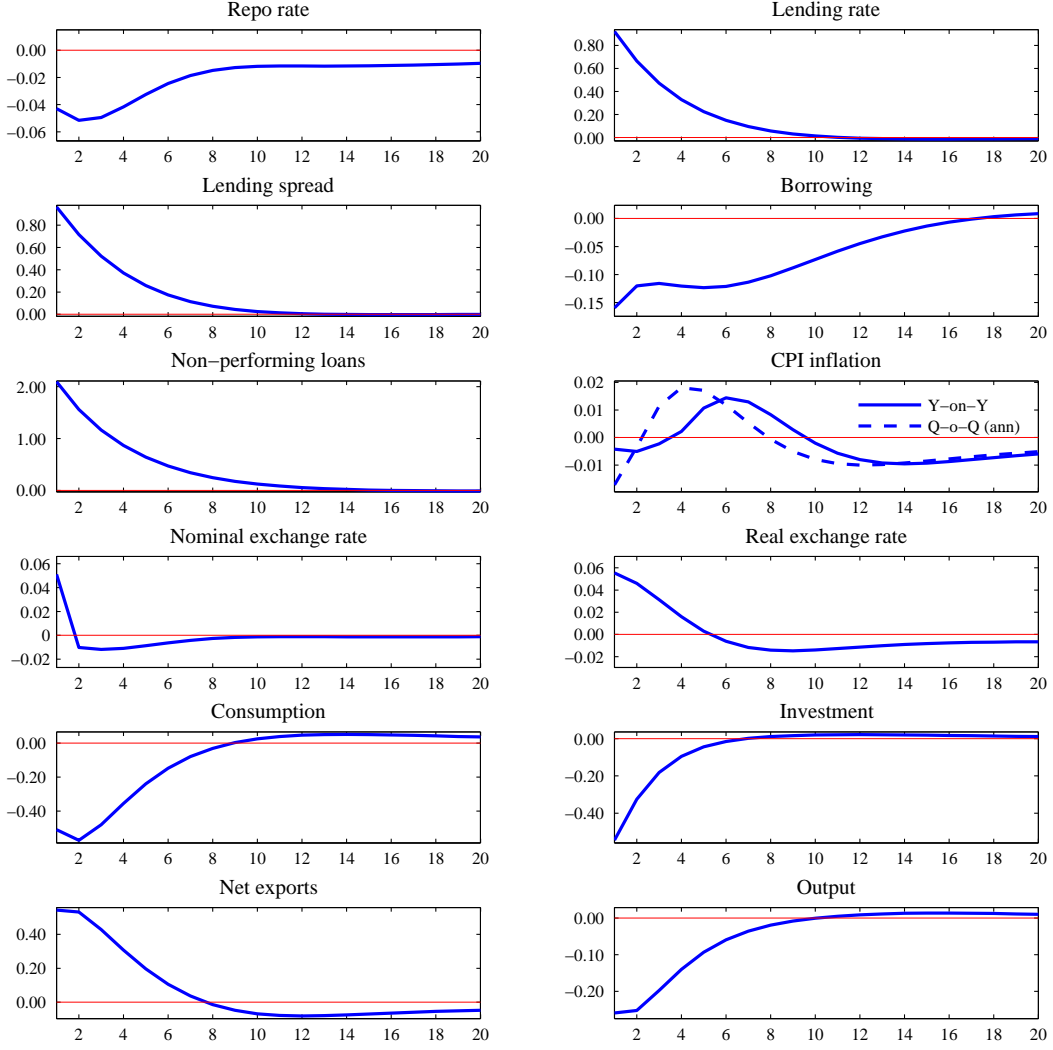 Repo rate
0.00
−0.02
−0.04
−0.06
2 4 6 8 10 12 14 16 18 20
Lending rate
0.80
0.60
0.40
0.20
0.00
2 4 6 8 10 12 14 16 18 20
Lending spread
0.80
0.60
0.40
0.20
0.00
2 4 6 8 10 12 14 16 18 20
Borrowing
0.00
−0.05
−0.10
−0.15
2 4 6 8 10 12 14 16 18 20
Non−performing loans
2.00
1.00
0.00
2 4 6 8 10 12 14 16 18 20
CPI inflation
0.02
0.01
0.00
−0.01
Y−on−Y
Q−o−Q (ann)
2 4 6 8 10 12 14 16 18 20
Nominal exchange rate
0.06
0.04
0.02
0
−0.02
2 4 6 8 10 12 14 16 18 20
Real exchange rate
0.06
0.04
0.02
0.00
−0.02
2 4 6 8 10 12 14 16 18 20
Consumption
0.00
−0.20
−0.40
2 4 6 8 10 12 14 16 18 20
Investment
0.00
−0.20
−0.40
2 4 6 8 10 12 14 16 18 20
Net exports
0.40
0.20
0.00
2 4 6 8 10 12 14 16 18 20
Output
0.00
−0.10
−0.20
2 4 6 8 10 12 14 16 18 20